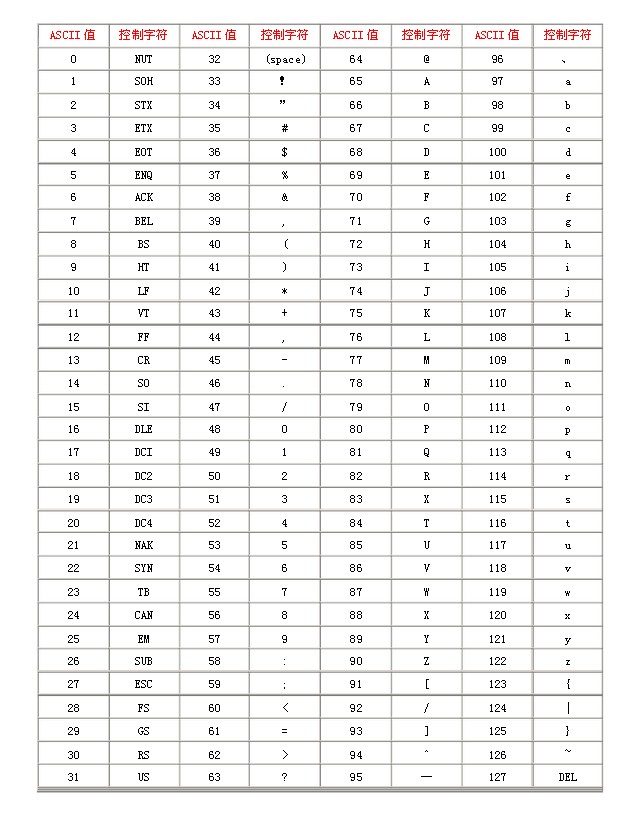 ASCII 值 控制字符 ASCII 值 控制字符 ASCII 值 控制字符 ASCII 值 控制字符
0 NUT 32 (space) 64 @ 96 、
1 SOH 33 ! 65 A 97 a
2 STX 34 ” 66 B 98 b
3 ETX 35 # 67 C 99 c
4 EOT 36 $ 68 D 100 d
5 ENQ 37 % 69 E 101 e
6 ACK 38 & 70 F 102 f
7 BEL 39 , 71 G 103 g
8 BS 40 ( 72 H 104 h
9 HT 41 ) 73 I 105 i
10 LF 42 * 74 J 106 j
11 VT 43 + 75 K 107 k
12 FF 44 , 76 L 108 l
13 CR 45 - 77 M 109 m
14 SO 46 . 78 N 110 n
15 SI 47 / 79 O 111 o
16 DLE 48 0 80 P 112 p
17 DCI 49 1 81 Q 113 q
18 DC2 50 2 82 R 114 r
19 DC3 51 3 83 X 115 s
20 DC4 52 4 84 T 116 t
21 NAK 53 5 85 U 117 u
22 SYN 54 6 86 V 118 v
23 TB 55 7 87 W 119 w
24 CAN 56 8 88 X 120 x
25 EM 57 9 89 Y 121 y
26 SUB 58 : 90 Z 122 z
27 ESC 59 ; 91 [ 123 {
28 FS 60 < 92 / 124 |
29 GS 61 = 93 ] 125 }
30 RS 62 > 94 ^ 126 ~
31 US 63 ? 95 — 127 DEL